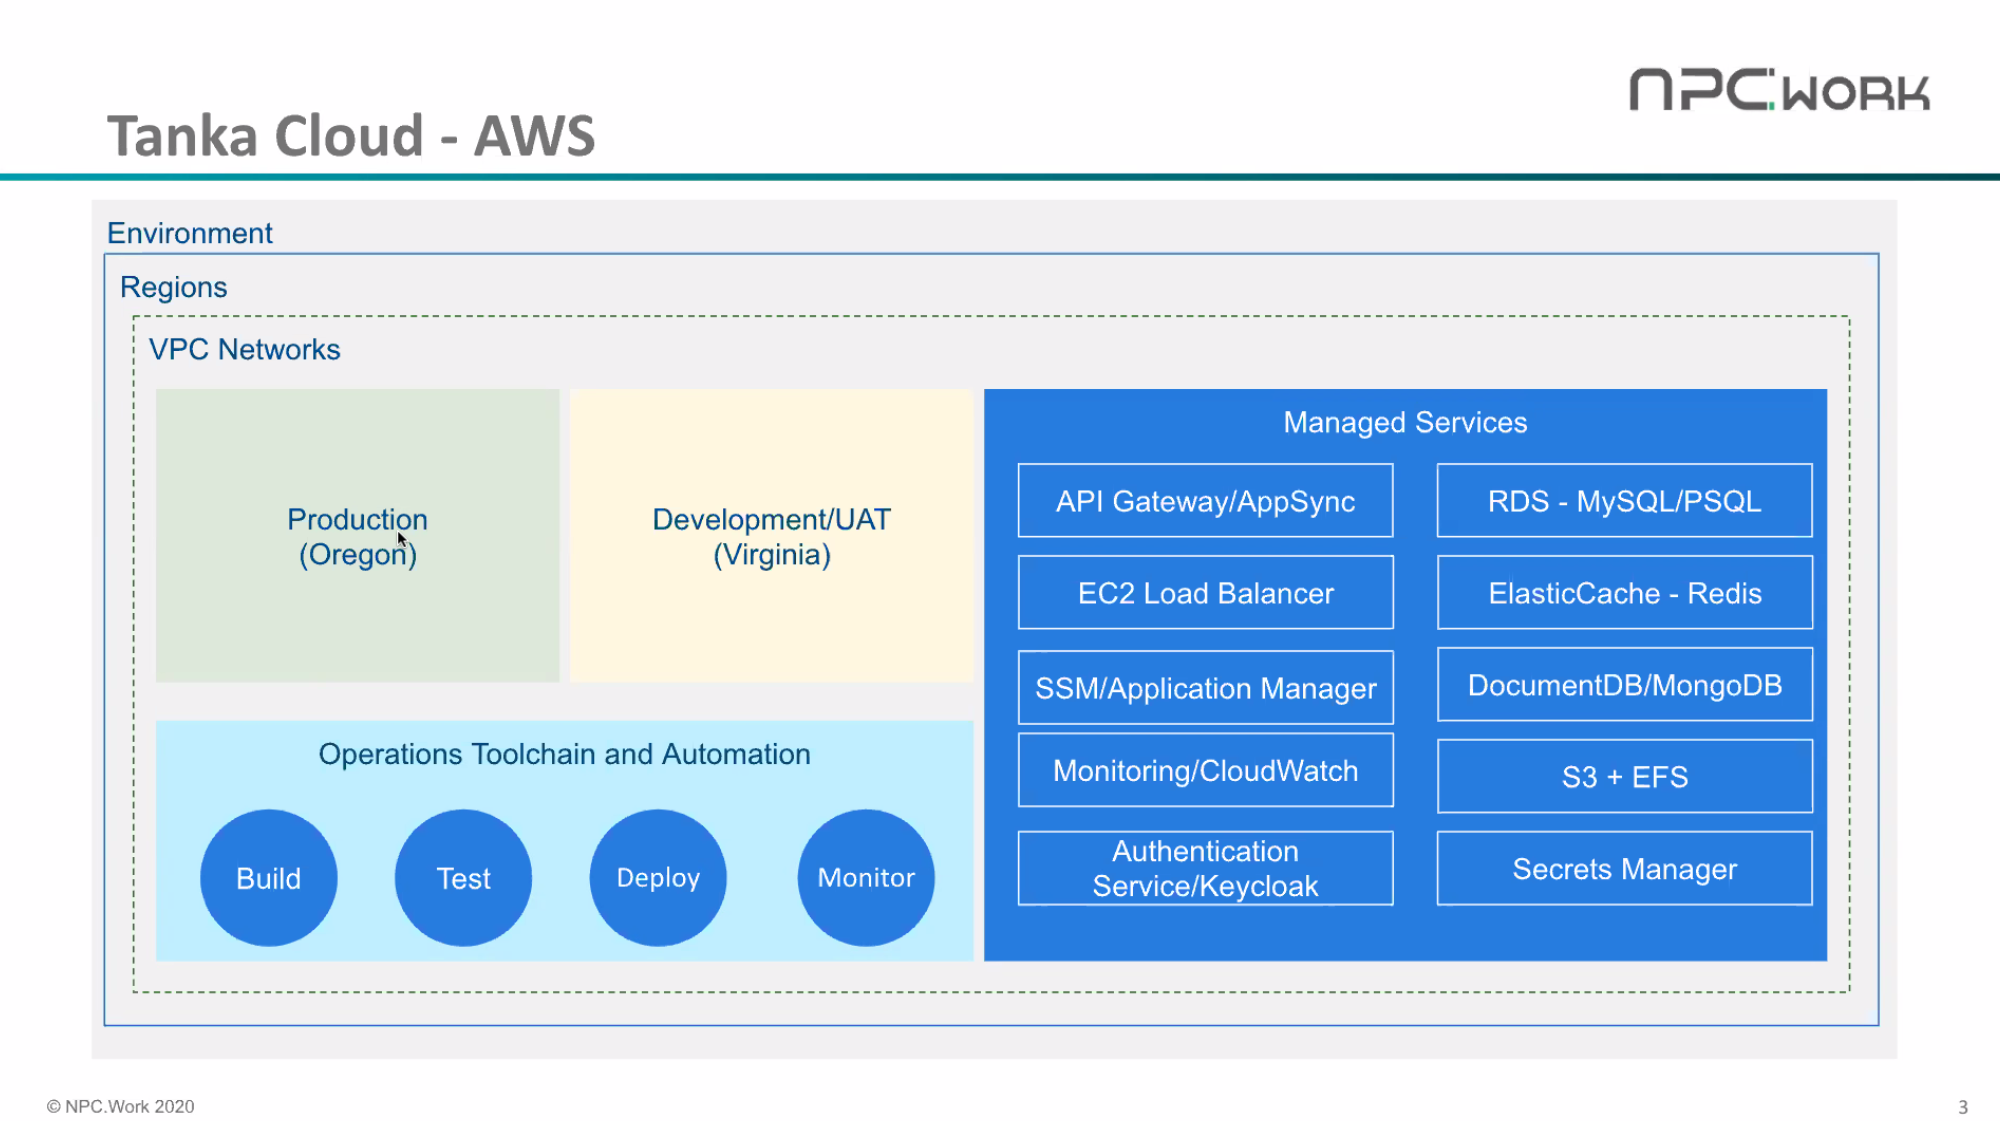 NPC.WORK
Tanka Cloud - AWS
Environment
Regions
VPC Networks
Production
(Oregon)
Development/UAT
(Virginia)
Operations Toolchain and Automation
Build
Test
Deploy
Monitor
Managed Services
API Gateway/AppSync
RDS - MySQL/PSQL
EC2 Load Balancer
ElasticCache - Redis
SSM/Application Manager
DocumentDB/MongoDB
Monitoring/CloudWatch
S3 + EFS
Authentication
Service/Keycloak
Secrets Manager
© NPC.Work 2020
3